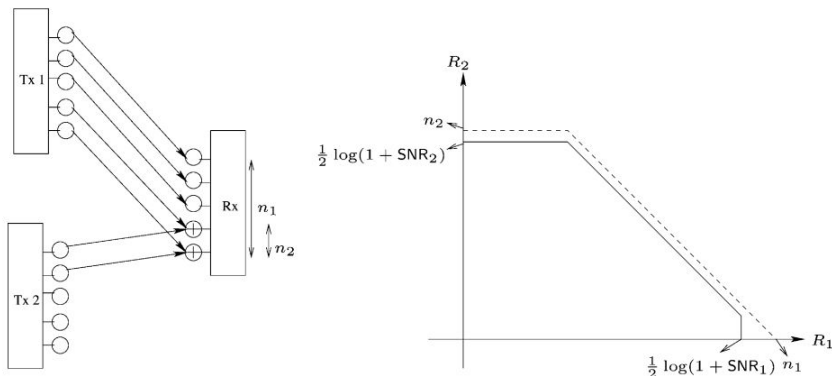 Tx 1
Rx
n₁
n₂
Tx 2
R₂
n₂
½ log(1 + SNR₂)
R₁
½ log(1 + SNR₁)
n₁